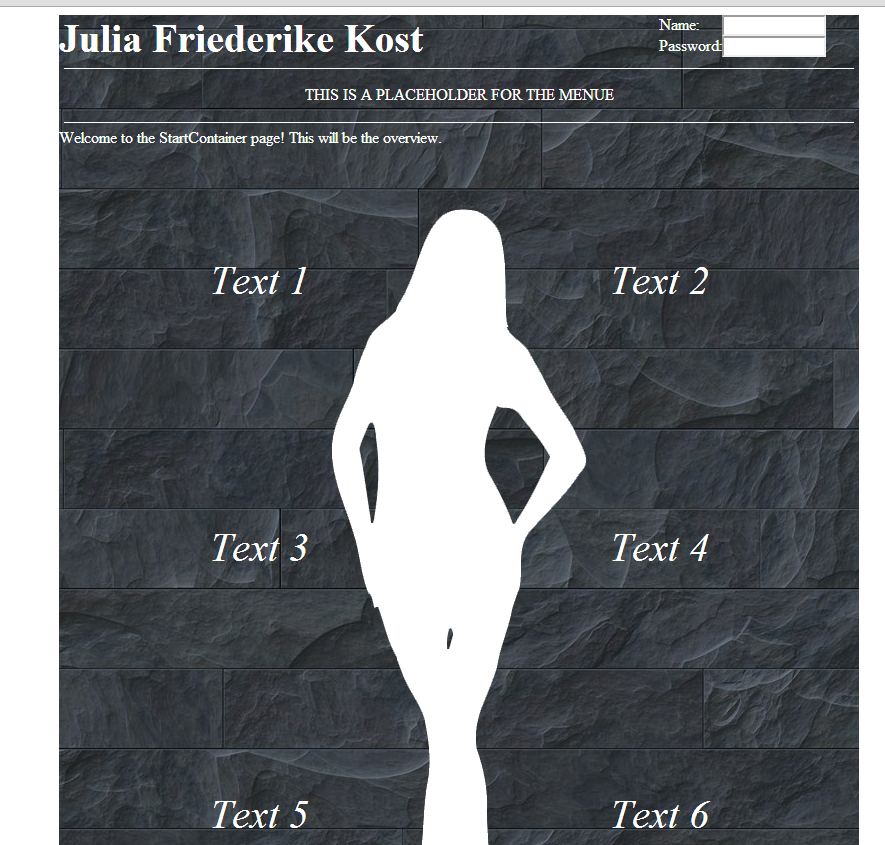 Julia Friederike Kost
Name:
Password:
THIS IS A PLACEHOLDER FOR THE MENUE
Welcome to the StartContainer page! This will be the overview.
Text 1
Text 2
Text 3
Text 4
Text 5
Text 6